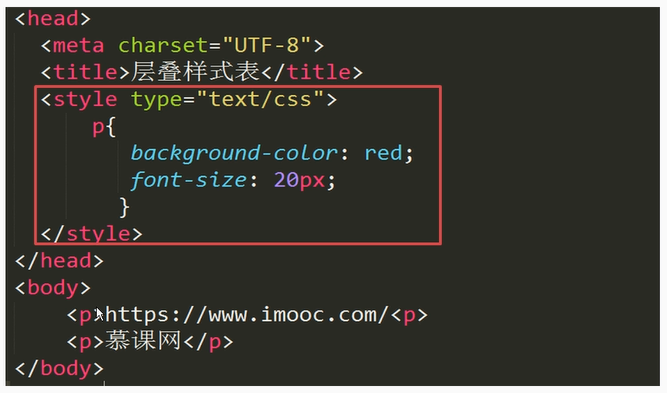 <head>
<meta charset="UTF-8">
<title>层叠样式表</title>
<style type="text/css">
p{
background-color: red;
font-size: 20px;
}
</style>
</head>
<body>
<p>https://www.imooc.com/<p>
<p>慕课网</p>
</body>